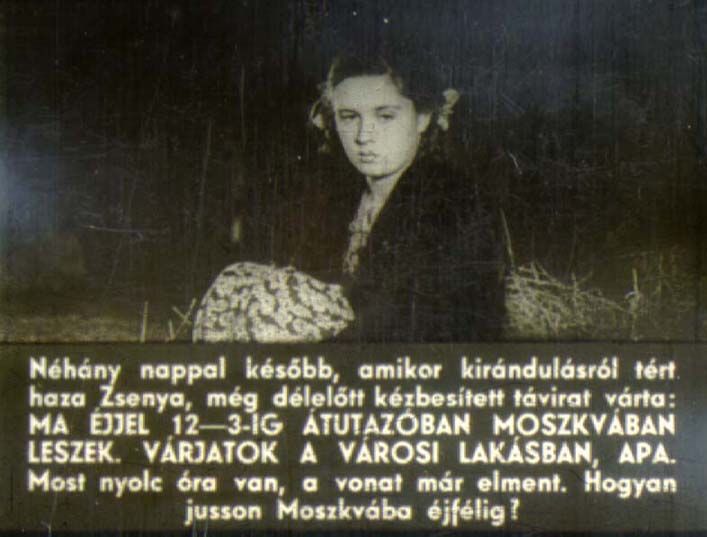 Néhány nappal később, amikor kirándulásról tért
haza Zsenya, még délelőtt kézbesített távirat várta:
MA ÉJJEL 12—3-IG ÁTUTAZÓBAN MOSZKVÁBAN
LESZEK. VÁRJATOK A VÁROSI LAKÁSBAN, APA.
Most nyolc óra van, a vonat már elment. Hogyan
jusson Moszkvába éjfélig?